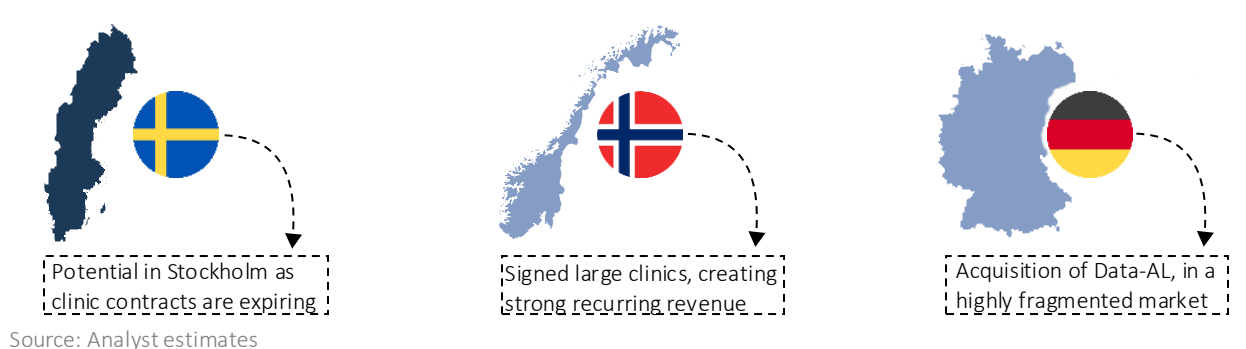 Potential in Stockholm as
clinic contracts are expiring
Signed large clinics, creating
strong recurring revenue
Acquisition of Data-AL, in a
highly fragmented market
Source: Analyst estimates